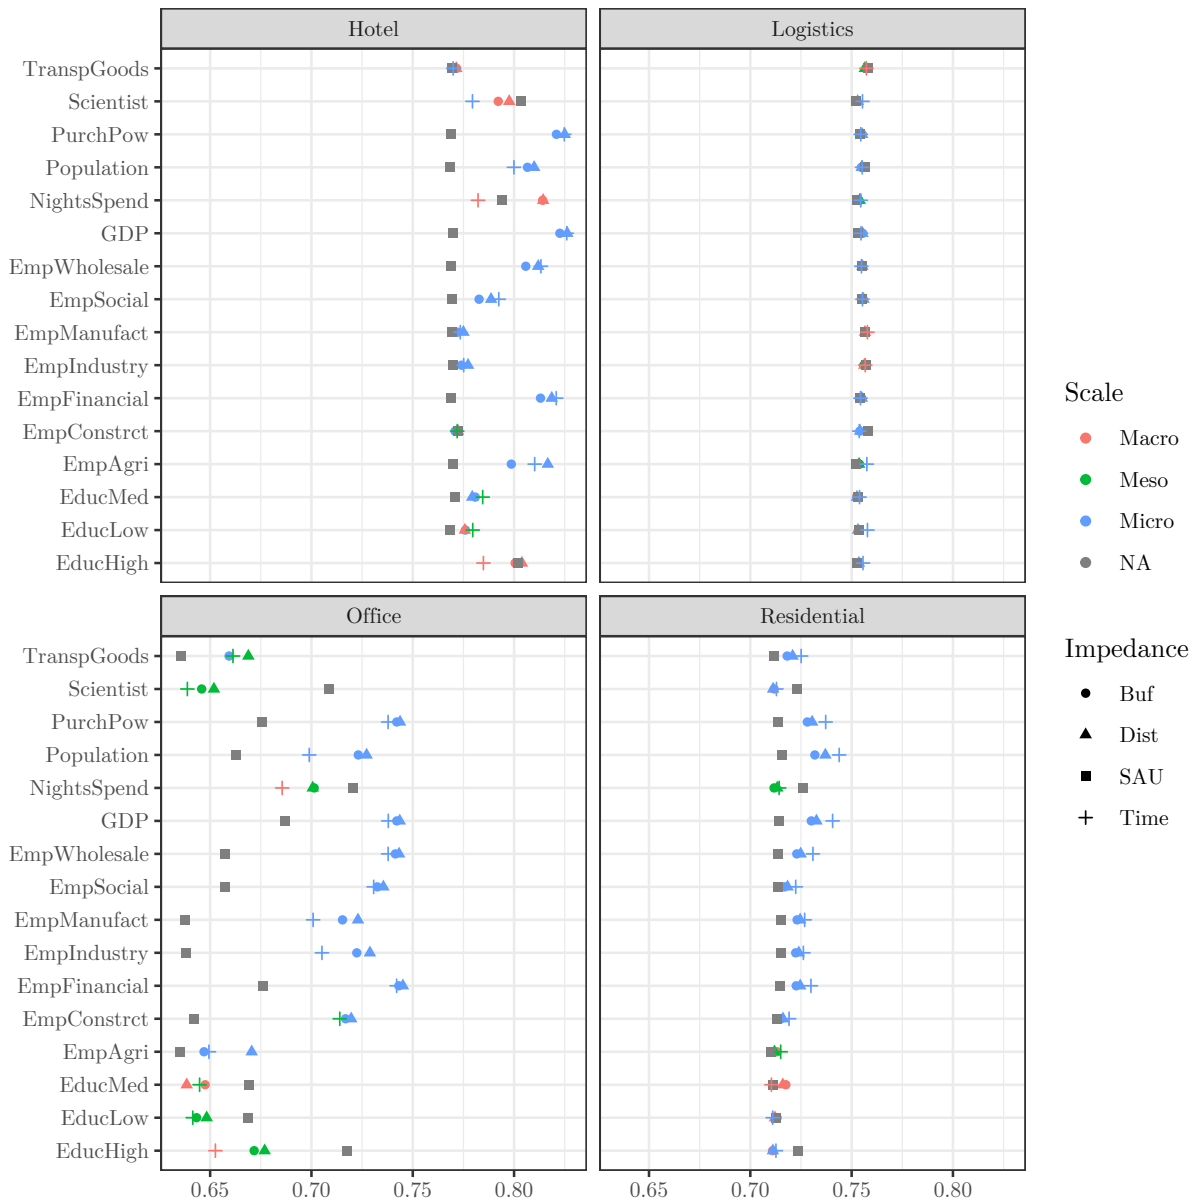 Hotel
Logistics
TranspGoods
Scientist
PurchPow
Population
NightsSpend
GDP
EmpWholesale
EmpSocial
EmpManufact
EmpIndustry
EmpFinancial
EmpConstrct
EmpAgri
EducMed
EducLow
EducHigh
Office
Residential
TranspGoods
Scientist
PurchPow
Population
NightsSpend
GDP
EmpWholesale
EmpSocial
EmpManufact
EmpIndustry
EmpFinancial
EmpConstrct
EmpAgri
EducMed
EducLow
EducHigh
0.65 0.70 0.75 0.80
0.65 0.70 0.75 0.80
Scale
Macro
Meso
Micro
NA
Impedance
Buf
Dist
SAU
Time